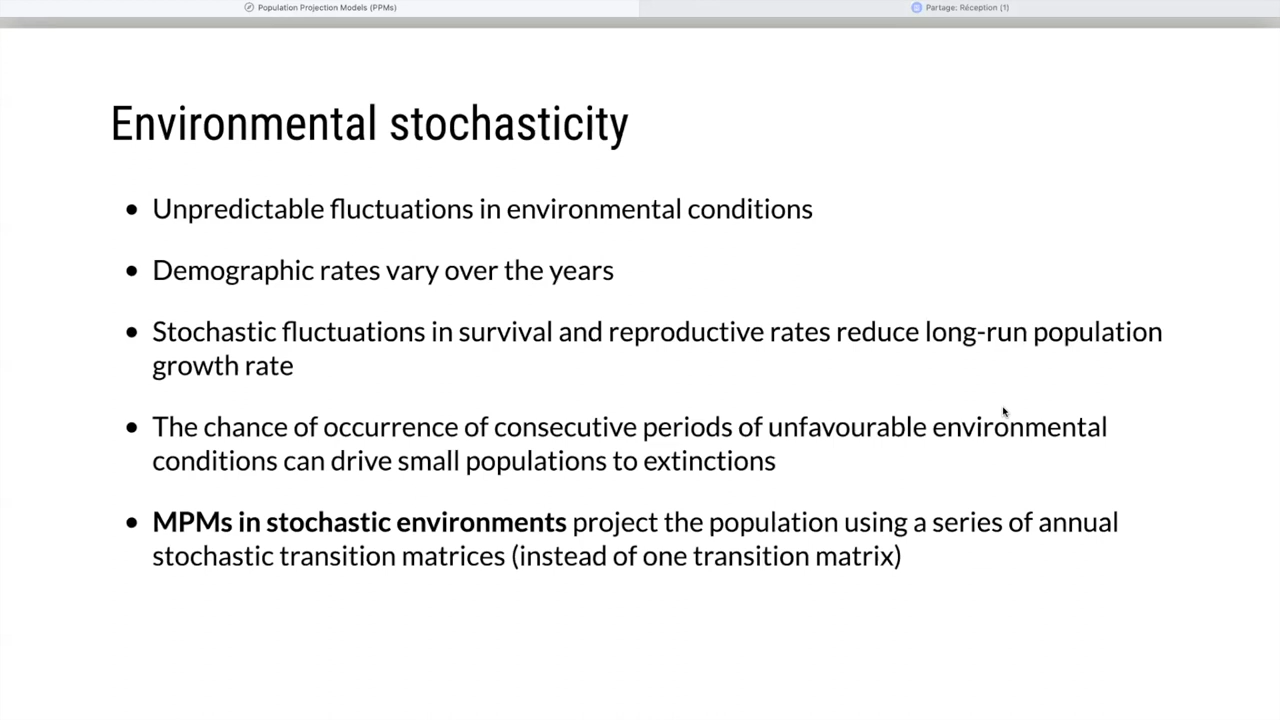 Population Projection Models (PPMs)
Partage: Réception (1)
Environmental stochasticity
• Unpredictable fluctuations in environmental conditions
• Demographic rates vary over the years
• Stochastic fluctuations in survival and reproductive rates reduce long-run population
growth rate
• The chance of occurrence of consecutive periods of unfavourable environmental
conditions can drive small populations to extinctions
• MPMs in stochastic environments project the population using a series of annual
stochastic transition matrices (instead of one transition matrix)